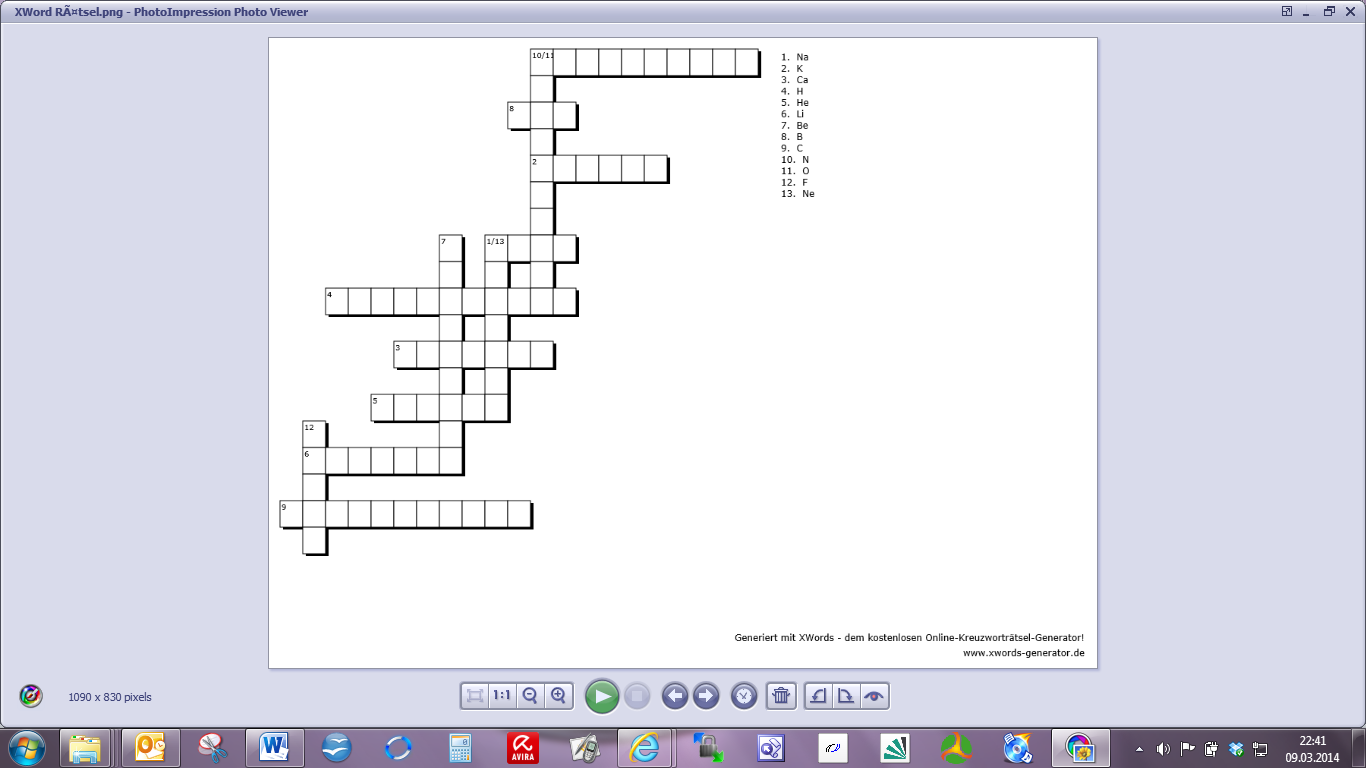 XWord RÃ¤tsel.png - PhotoImpression Photo Viewer
10/11
8
2
7
1/13
4
3
5
12
6
9
1. Na
2. K
3. Ca
4. H
5. He
6. Li
7. Be
8. B
9. C
10. N
11. O
12. F
13. Ne
Generiert mit XWords - dem kostenlosen Online-Kreuzworträtsel-Generator!
www.xwords-generator.de
1090 x 830 pixels
1:1
AVIRA
22:41
09.03.2014